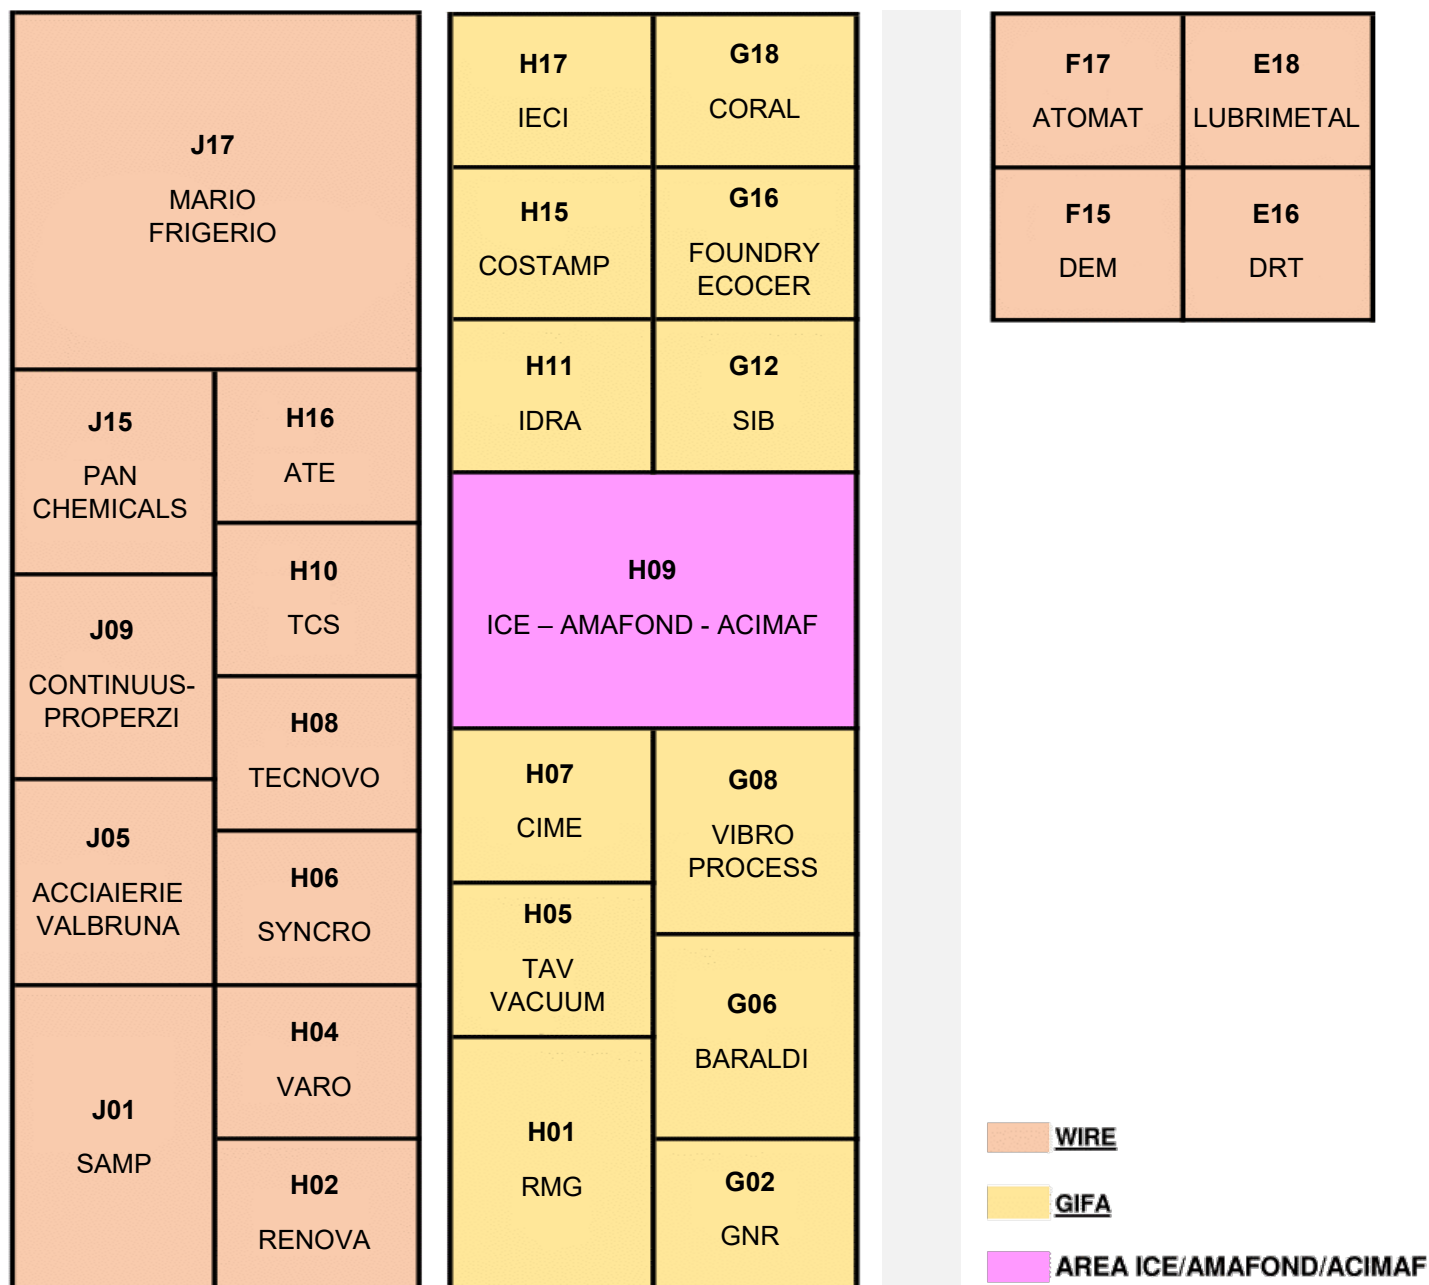 J17
MARIO
FRIGERIO
J15
PAN
CHEMICALS
H16
ATE
H10
TCS
J09
CONTINUUS-
PROPERZI
H08
TECNOVO
J05
ACCIAIERIE
VALBRUNA
H06
SYNCRO
J01
SAMP
H04
VARO
H02
RENOVA
H17
IECI
G18
CORAL
H15
COSTAMP
G16
FOUNDRY
ECOCER
H11
IDRA
G12
SIB
H09
ICE – AMAFOND - ACIMAF
H07
CIME
G08
VIBRO
PROCESS
H05
TAV
VACUUM
G06
BARALDI
H01
RMG
G02
GNR
F17
ATOMAT
E18
LUBRIMETAL
F15
DEM
E16
DRT
WIRE
GIFA
AREA ICE/AMAFOND/ACIMAF